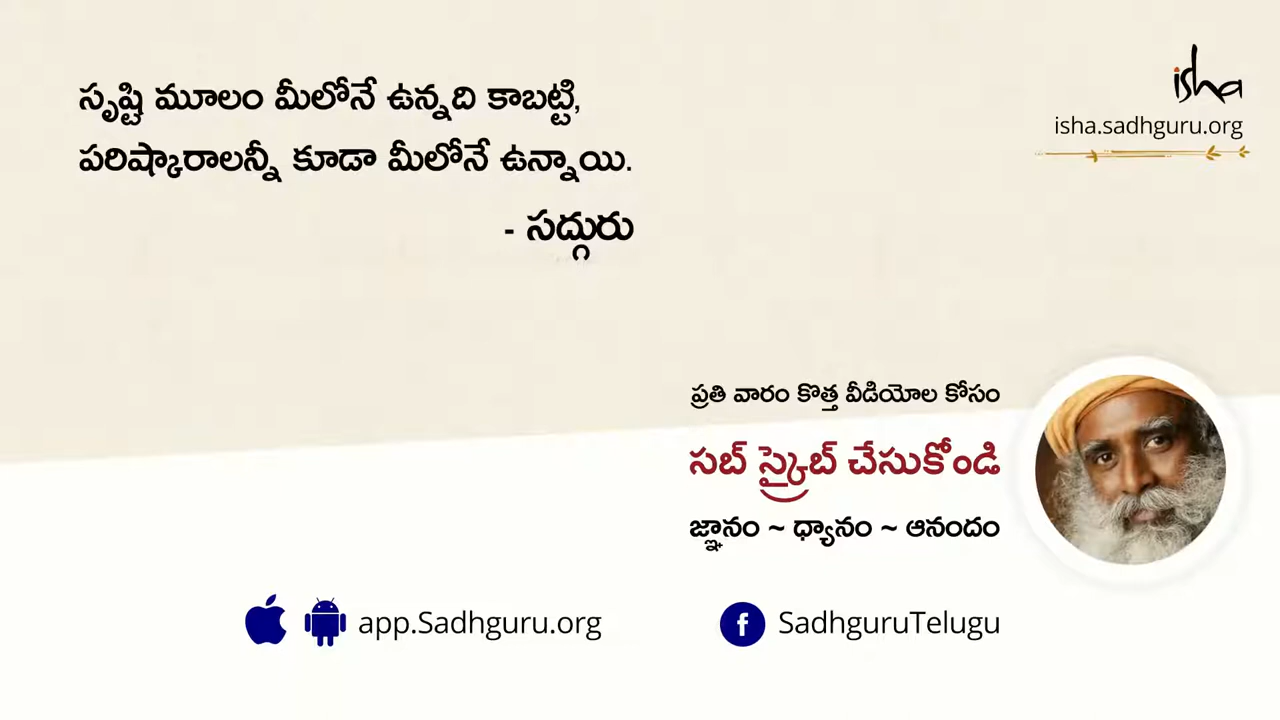 సృష్టి మూలం మీలోనే ఉన్నది కాబట్టి,
పరిష్కారాలన్నీ కూడా మీలోనే ఉన్నాయి.
- సద్గురు
isha
isha.sadhguru.org
ప్రతి వారం కొత్త వీడియోల కోసం
సబ్ స్క్రైబ్ చేసుకోండి
జ్ఞానం ~ ధ్యానం ~ ఆనందం
app.Sadhguru.org
f SadhguruTelugu